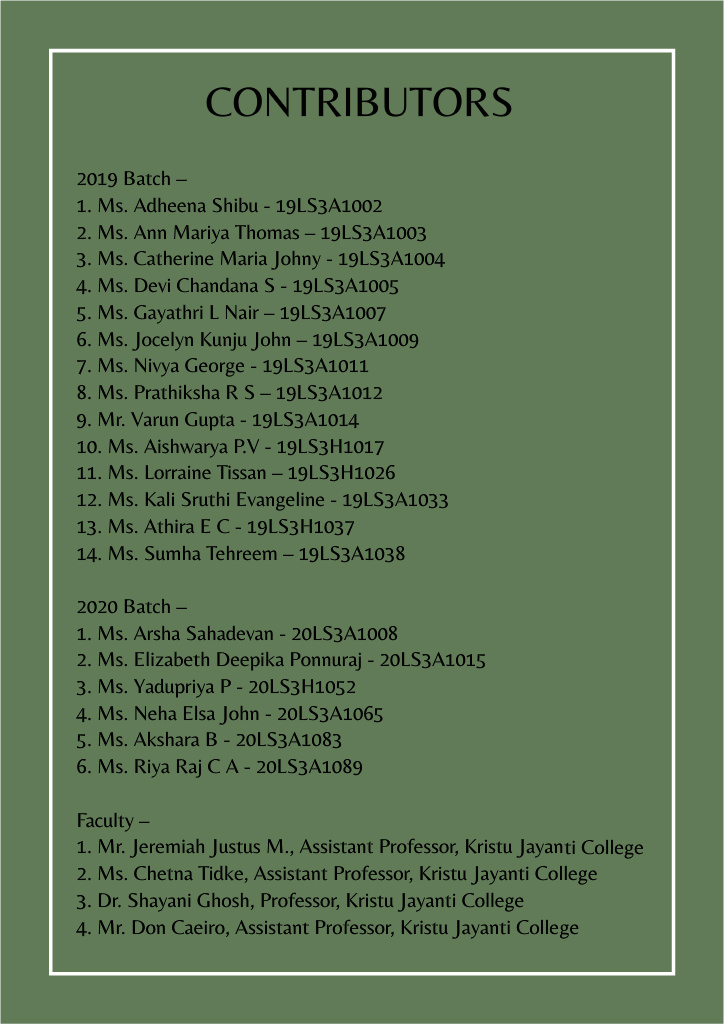 CONTRIBUTORS
2019 Batch –
1. Ms. Adheena Shibu - 19LS3A1002
2. Ms. Ann Mariya Thomas – 19LS3A1003
3. Ms. Catherine Maria Johny - 19LS3A1004
4. Ms. Devi Chandana S - 19LS3A1005
5. Ms. Gayathri L Nair – 19LS3A1007
6. Ms. Jocelyn Kunju John – 19LS3A1009
7. Ms. Nivya George - 19LS3A1011
8. Ms. Prathiksha R S – 19LS3A1012
9. Mr. Varun Gupta - 19LS3A1014
10. Ms. Aishwarya P.V - 19LS3H1017
11. Ms. Lorraine Tissan – 19LS3H1026
12. Ms. Kali Sruthi Evangeline - 19LS3A1033
13. Ms. Athira E C - 19LS3H1037
14. Ms. Sumha Tehreem – 19LS3A1038
2020 Batch –
1. Ms. Arsha Sahadevan - 20LS3A1008
2. Ms. Elizabeth Deepika Ponnuraj - 20LS3A1015
3. Ms. Yadupriya P - 20LS3H1052
4. Ms. Neha Elsa John - 20LS3A1065
5. Ms. Akshara B - 20LS3A1083
6. Ms. Riya Raj C A - 20LS3A1089
Faculty –
1. Mr. Jeremiah Justus M., Assistant Professor, Kristu Jayanti College
2. Ms. Chetna Tidke, Assistant Professor, Kristu Jayanti College
3. Dr. Shayani Ghosh, Professor, Kristu Jayanti College
4. Mr. Don Caeiro, Assistant Professor, Kristu Jayanti College